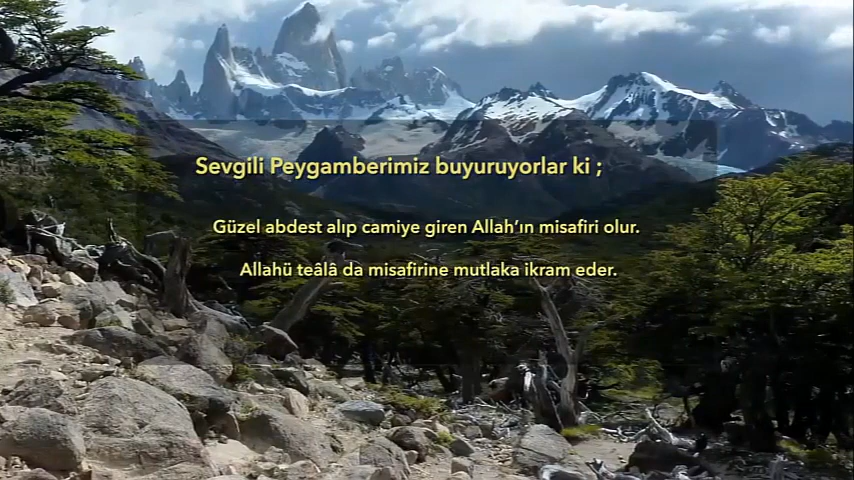 Sevgili Peygamberimiz buyuruyorlar ki ;
Güzel abdest alıp camiye giren Allah’ın misafiri olur.
Allahü teâlâ da misafirine mutlaka ikram eder.